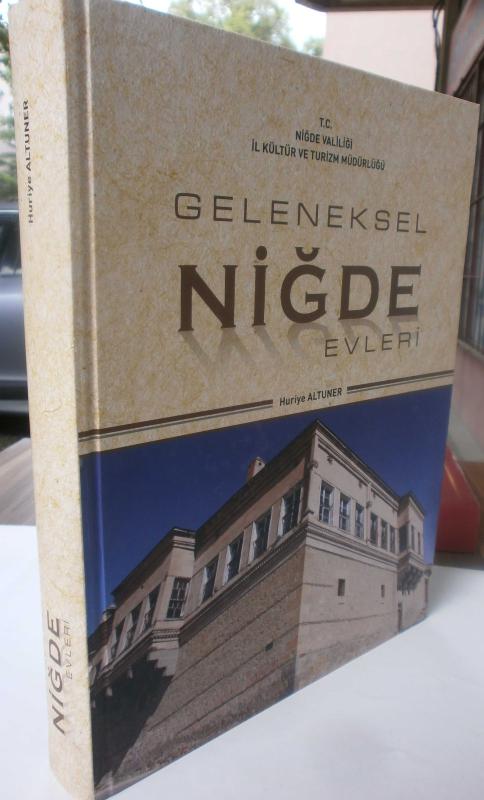 T.C.
NİĞDE VALİLİĞİ
İL KÜLTÜR VE TURİZM MÜDÜRLÜĞÜ
GELENEKSEL
NİĞDE
EVLERİ
Huriye ALTUNER
Huriye ALTUNER
NİĞDE
EVLERİ